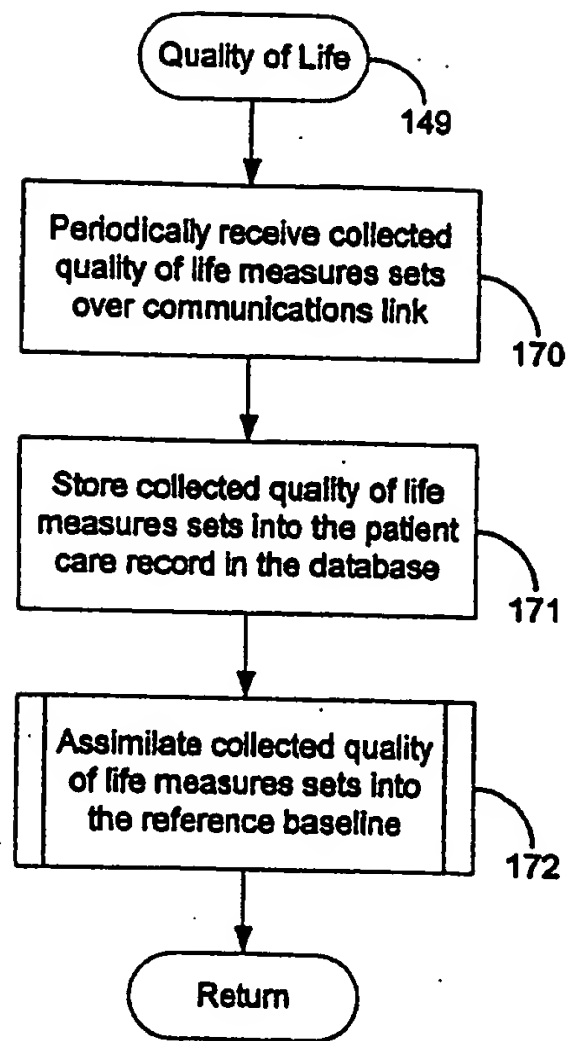 Quality of Life
149
Periodically receive collected
quality of life measures sets
over communications link
170
Store collected quality of life
measures sets into the patient
care record in the database
171
Assimilate collected quality
of life measures sets into
the reference baseline
172
Return